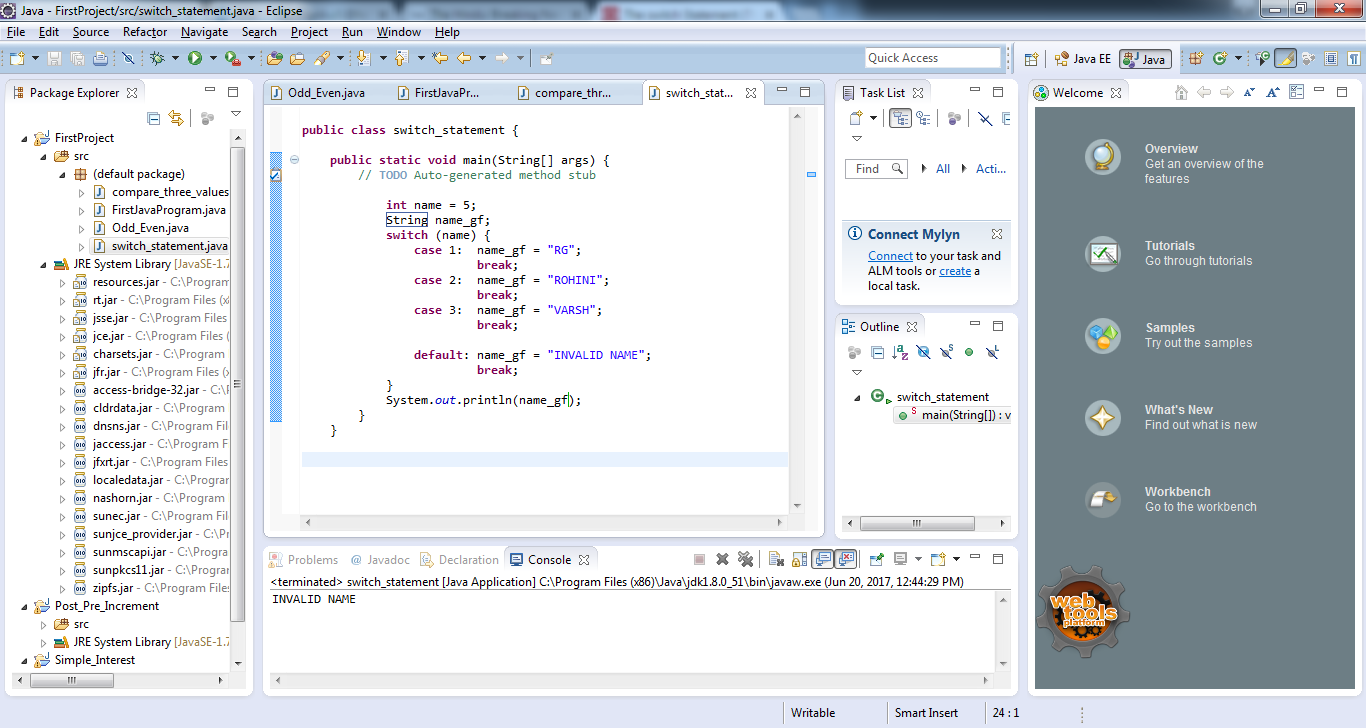 Java - FirstProject/src/switch_statement.java - Eclipse
File Edit Source Refactor Navigate Search Project Run Window Help
Quick Access
Java EE
Java
Package Explorer
FirstProject
src
(default package)
compare_three_values
FirstJavaProgram.java
Odd_Even.java
switch_statement.java
JRE System Library [JavaSE-1.7
resources.jar - C:\Program Files
rt.jar - C:\Program Files (x
jsse.jar - C:\Program Files
jce.jar - C:\Program Files (
charsets.jar - C:\Program
jfr.jar - C:\Program Files (
access-bridge-32.jar - C:\
cldrdata.jar - C:\Program
dnsns.jar - C:\Program Fi
jaccess.jar - C:\Program F
jfxrt.jar - C:\Program Files
localedata.jar - C:\Progra
nashorn.jar - C:\Program
sunec.jar - C:\Program Fil
sunjce_provider.jar - C:\P
sunmscapi.jar - C:\Progra
sunpkcs11.jar - C:\Progra
zipfs.jar - C:\Program File
Post_Pre_Increment
src
JRE System Library [JavaSE-1.7
Simple_Interest
Odd_Even.java
FirstJavaPr...
compare_thr...
switch_stat...
public class switch_statement {
public static void main(String[] args) {
// TODO Auto-generated method stub
int name = 5;
String name_gf;
switch (name) {
case 1: name_gf = "RG";
break;
case 2: name_gf = "ROHINI";
break;
case 3: name_gf = "VARSH";
break;
default: name_gf = "INVALID NAME";
break;
}
System.out.println(name_gf);
}
}
Task List
Find
All
Acti...
Connect Mylyn
Connect to your task and
ALM tools or create a
local task.
Outline
switch_statement
main(String[]) : v
Welcome
Overview
Get an overview of the
features
Tutorials
Go through tutorials
Samples
Try out the samples
What's New
Find out what is new
Workbench
Go to the workbench
web
tools
platform
Problems
@ Javadoc
Declaration
Console
<terminated> switch_statement [Java Application] C:\Program Files (x86)\Java\jdk1.8.0_51\bin\javaw.exe (Jun 20, 2017, 12:44:29 PM)
INVALID NAME
Writable
Smart Insert
24 : 1